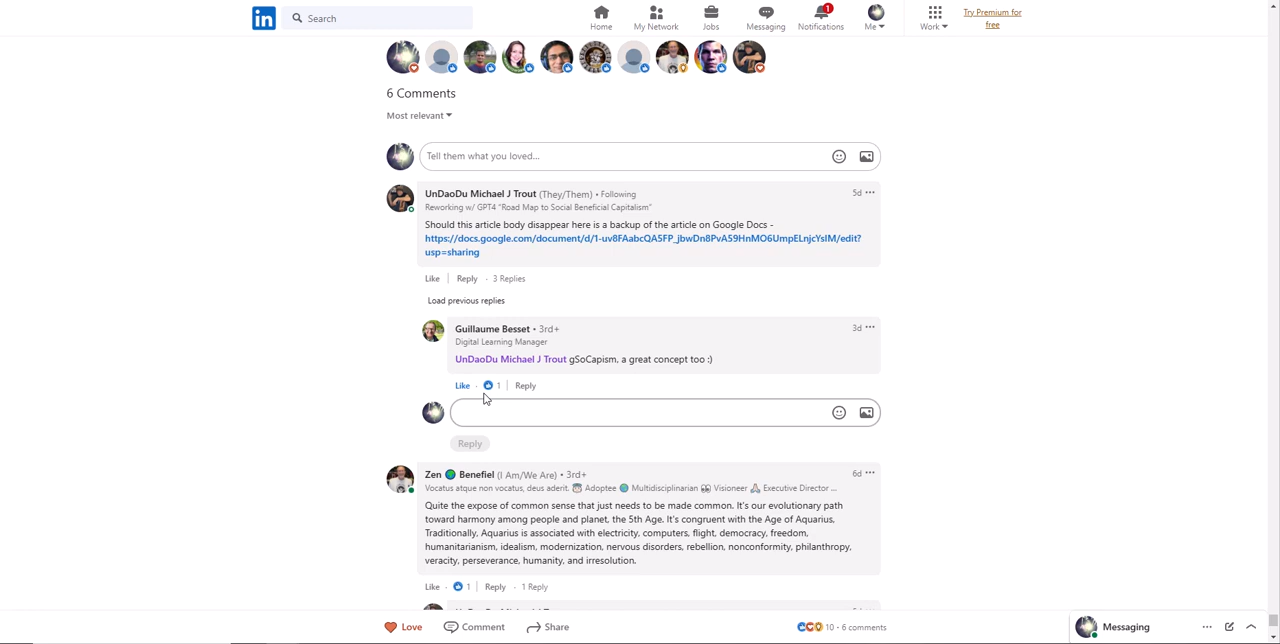 in
Search
Home
My Network
Jobs
Messaging
1
Notifications
Me
Work
Try Premium for
free
6 Comments
Most relevant
Tell them what you loved...
UnDaoDu Michael J Trout (They/Them) • Following
5d
Reworking w/ GPT4 "Road Map to Social Beneficial Capitalism"
Should this article body disappear here is a backup of the article on Google Docs -
https://docs.google.com/document/d/1-uv8FAabcQA5FP_jbwDn8PvA59HnMO6UmpELnjcYsIM/edit?
usp=sharing
Like
Reply · 3 Replies
Load previous replies
Guillaume Besset • 3rd+
3d
Digital Learning Manager
UnDaoDu Michael J Trout gSoCapism, a great concept too :)
Like · 1
Reply
Reply
Zen Benefiel (I Am/We Are) • 3rd+
6d
Vocatus atque non vocatus, deus aderit. Adoptee Multidisciplinarian Visioneer Executive Director ...
Quite the expose of common sense that just needs to be made common. It's our evolutionary path
toward harmony among people and planet, the 5th Age. It's congruent with the Age of Aquarius,
Traditionally, Aquarius is associated with electricity, computers, flight, democracy, freedom,
humanitarianism, idealism, modernization, nervous disorders, rebellion, nonconformity, philanthropy,
veracity, perseverance, humanity, and irresolution.
Like · 1
Reply · 1 Reply
Love
Comment
Share
10 · 6 comments
Messaging